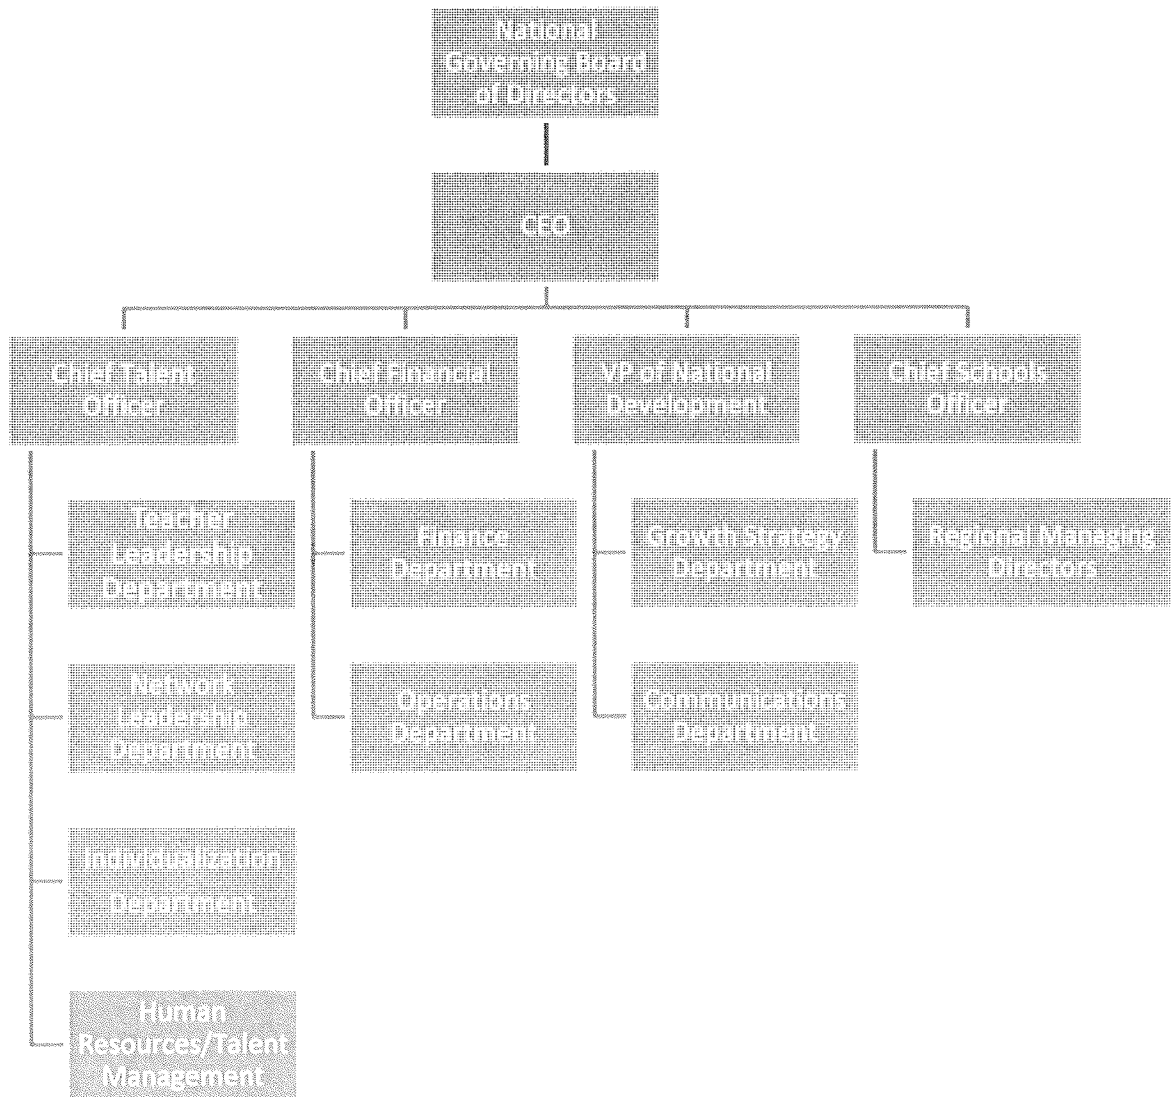 National
Governing Board
of Directors
CEO
Chief Talent
Officer
Chief Financial
Officer
VP of National
Development
Chief Schools
Officer
Teacher
Leadership
Department
Finance
Department
Growth Strategy
Department
Regional Managing
Directors
Network
Leadership
Department
Operations
Department
Communications
Department
Individualization
Department
Human
Resources/Talent
Management